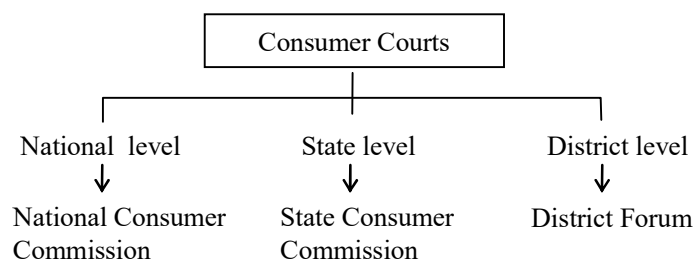 Consumer Courts
National level
State level
District level
National Consumer
Commission
State Consumer
Commission
District Forum